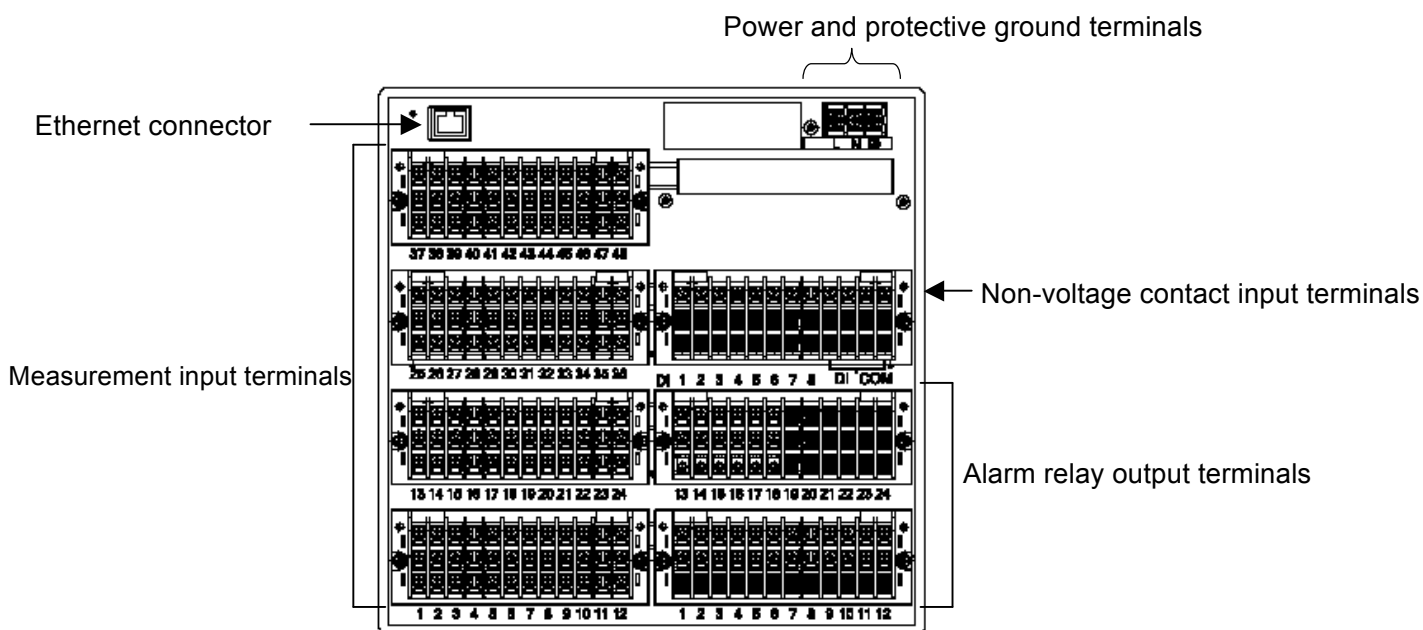 Power and protective ground terminals
Ethernet connector
L N
37 38 39 40 41 42 43 44 45 46 47 48
Non-voltage contact input terminals
Measurement input terminals
25 26 27 28 29 30 31 32 33 34 35 36
DI 1 2 3 4 5 6 7 8 DI COM
13 14 15 16 17 18 19 20 21 22 23 24
13 14 15 16 17 18 19 20 21 22 23 24
Alarm relay output terminals
1 2 3 4 5 6 7 8 9 10 11 12
1 2 3 4 5 6 7 8 9 10 11 12